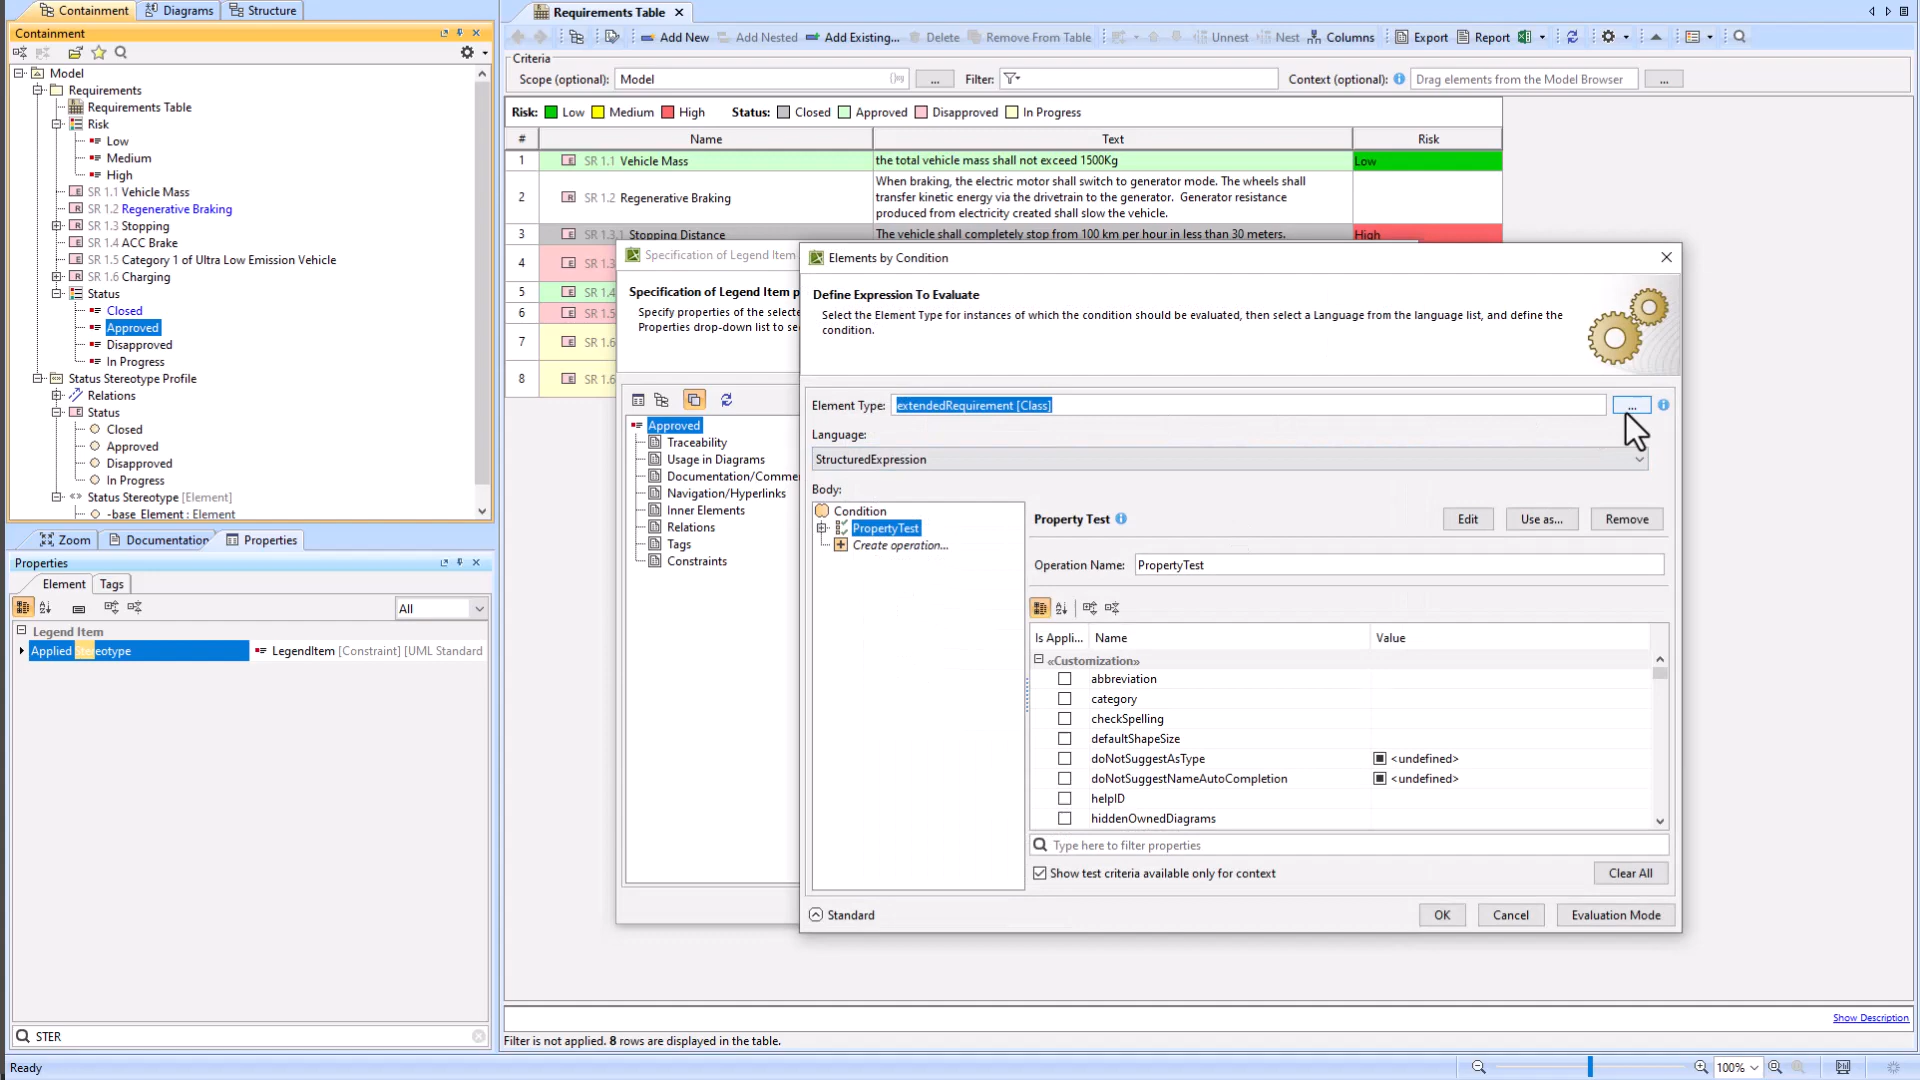 Containment
Diagrams
Structure
Requirements Table
Containment
Add New
Add Nested
Add Existing...
Delete
Remove From Table
Unnest
Nest
Columns
Export
Report
Criteria
Scope (optional):
Model
...
Filter:
Context (optional):
Drag elements from the Model Browser
...
Model
Requirements
Requirements Table
Risk
Low
Medium
High
SR 1.1 Vehicle Mass
SR 1.2 Regenerative Braking
SR 1.3 Stopping
SR 1.4 ACC Brake
SR 1.5 Category 1 of Ultra Low Emission Vehicle
SR 1.6 Charging
Status
Closed
Approved
Disapproved
In Progress
Status Stereotype Profile
Relations
Status
Closed
Approved
Disapproved
In Progress
Status Stereotype [Element]
-base_Element : Element
Risk: Low Medium High Status: Closed Approved Disapproved In Progress
# Name Text Risk
1 SR 1.1 Vehicle Mass the total vehicle mass shall not exceed 1500Kg Low
When braking, the electric motor shall switch to generator mode. The wheels shall
2 SR 1.2 Regenerative Braking transfer kinetic energy via the drivetrain to the generator. Generator resistance
produced from electricity created shall slow the vehicle.
3 SR 1.3.1 Stopping Distance The vehicle shall completely stop from 100 km per hour in less than 30 meters. High
4 SR 1.3
5 SR 1.4
6 SR 1.5
7 SR 1.6
8 SR 1.6
Specification of Legend Item
Specification of Legend Item p
Specify properties of the selecte
Properties drop-down list to se
Approved
Traceability
Usage in Diagrams
Documentation/Comme
Navigation/Hyperlinks
Inner Elements
Relations
Tags
Constraints
Elements by Condition
Define Expression To Evaluate
Select the Element Type for instances of which the condition should be evaluated, then select a Language from the language list, and define the
condition.
Element Type: extendedRequirement [Class]
...
Language:
StructuredExpression
Body:
Condition
PropertyTest
Create operation...
Property Test
Edit
Use as...
Remove
Operation Name: PropertyTest
Is Appli... Name Value
«Customization»
abbreviation
category
checkSpelling
defaultShapeSize
doNotSuggestAsType <undefined>
doNotSuggestNameAutoCompletion <undefined>
helpID
hiddenOwnedDiagrams
Type here to filter properties
Show test criteria available only for context
Clear All
Standard
OK
Cancel
Evaluation Mode
Zoom
Documentation
Properties
Properties
Element
Tags
All
Legend Item
Applied Stereotype
LegendItem [Constraint] [UML Standard
STER
Show Description
Filter is not applied. 8 rows are displayed in the table.
Ready
100%